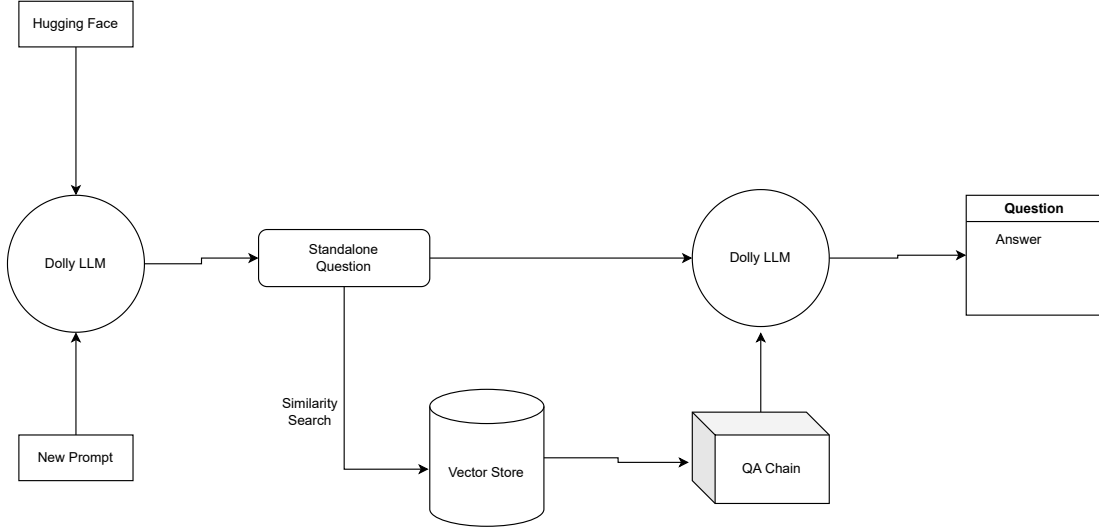 Hugging Face
Dolly LLM
New Prompt
Standalone
Question
Similarity
Search
Vector Store
QA Chain
Dolly LLM
Question
Answer